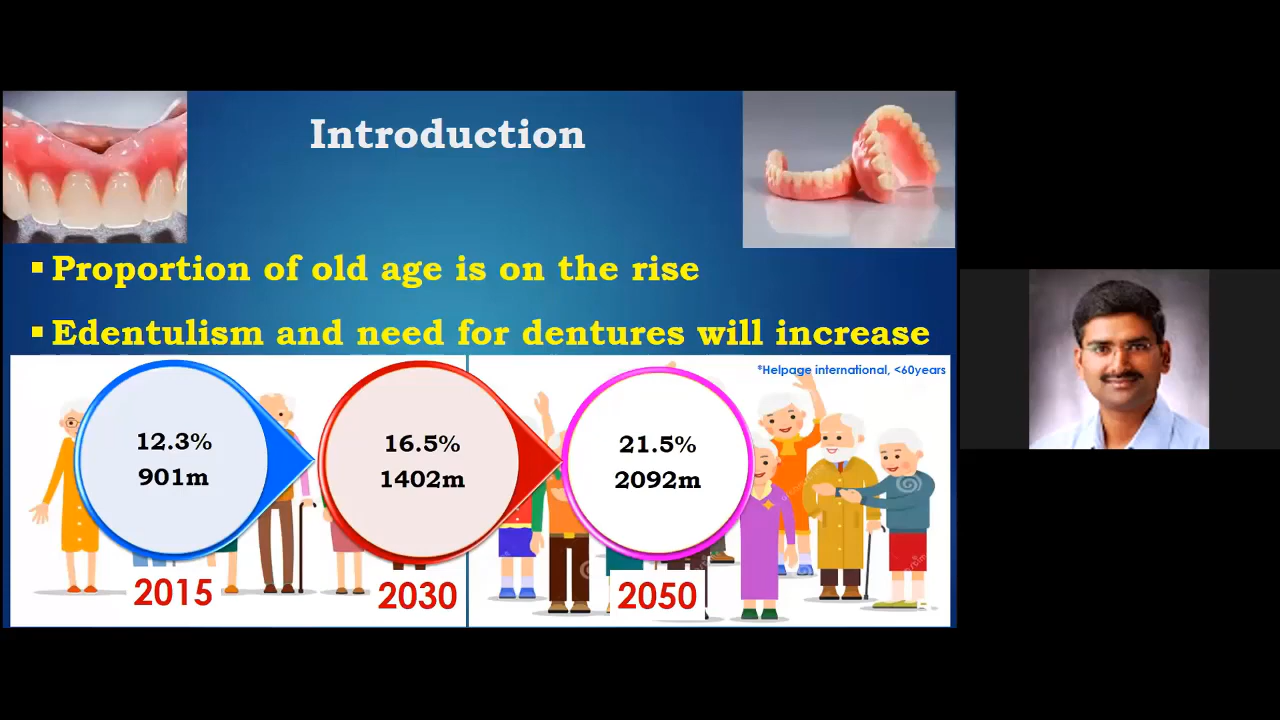 Introduction
▪ Proportion of old age is on the rise
▪ Edentulism and need for dentures will increase
*Helpage international, <60years
12.3%
901m
16.5%
1402m
21.5%
2092m
2015
2030
2050